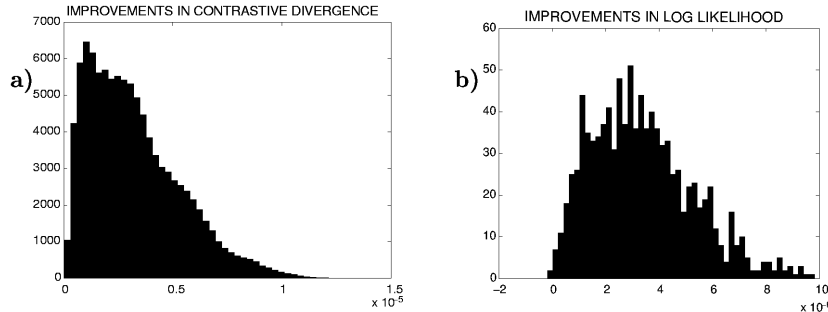 IMPROVEMENTS IN CONTRASTIVE DIVERGENCE
a)
7000
6000
5000
4000
3000
2000
1000
0
0 0.5 1 1.5
x 10⁻⁵
IMPROVEMENTS IN LOG LIKELIHOOD
b)
60
50
40
30
20
10
0
−2 0 2 4 6 8 10
x 10